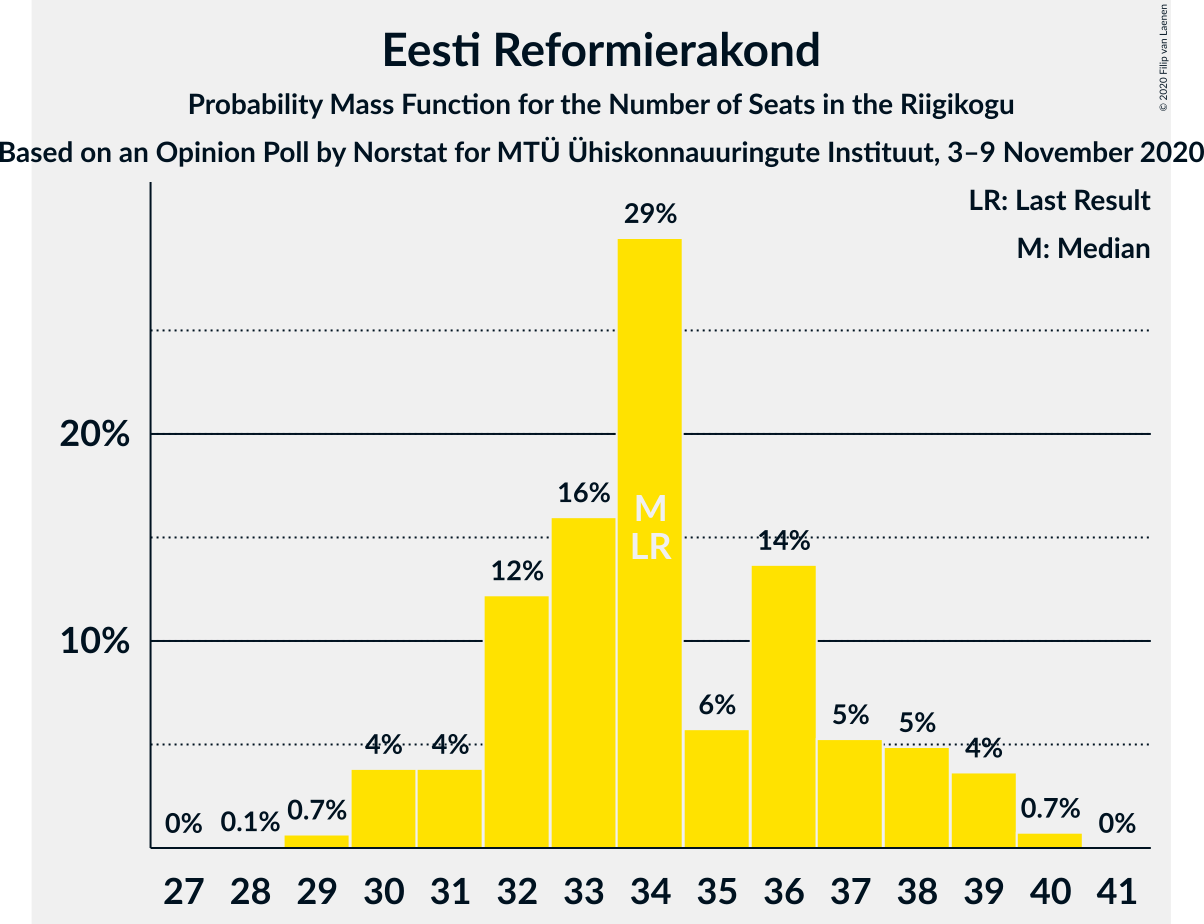 Eesti Reformierakond
Probability Mass Function for the Number of Seats in the Riigikogu
Based on an Opinion Poll by Norstat for MTÜ Ühiskonnauuringute Instituut, 3–9 November 2020
© 2020 Filip van Laenen
LR: Last Result
M: Median
29%
20%
16%
M
LR
14%
12%
10%
6%
5%
5%
4%
4%
4%
0.7%
0.7%
0%
0.1%
0%
27 28 29 30 31 32 33 34 35 36 37 38 39 40 41